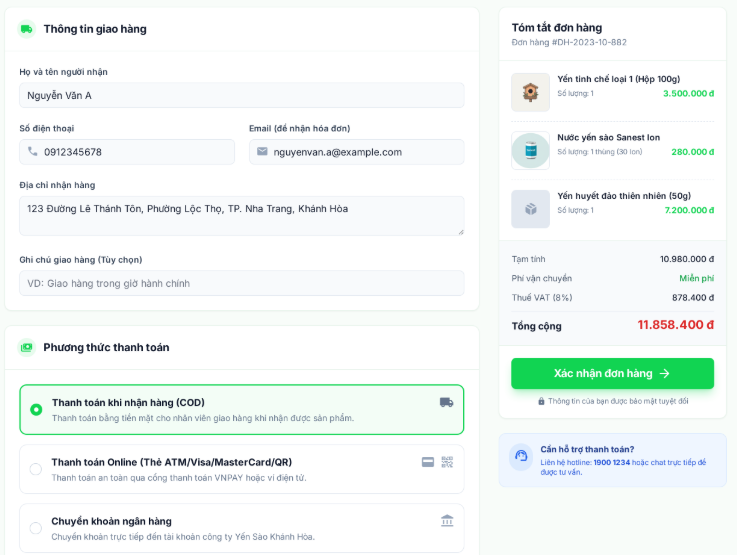 Thông tin giao hàng
Họ và tên người nhận
Nguyễn Văn A
Số điện thoại
Email (để nhận hóa đơn)
0912345678
nguyenvan.a@example.com
Địa chỉ nhận hàng
123 Đường Lê Thánh Tôn, Phường Lộc Thọ, TP. Nha Trang, Khánh Hòa
Ghi chú giao hàng (Tùy chọn)
VD: Giao hàng trong giờ hành chính
Phương thức thanh toán
Thanh toán khi nhận hàng (COD)
Thanh toán bằng tiền mặt cho nhân viên giao hàng khi nhận được sản phẩm.
Thanh toán Online (Thẻ ATM/Visa/MasterCard/QR)
Thanh toán an toàn qua cổng thanh toán VNPAY hoặc ví điện tử.
Chuyển khoản ngân hàng
Chuyển khoản trực tiếp đến tài khoản công ty Yến Sào Khánh Hòa.
Tóm tắt đơn hàng
Đơn hàng #DH-2023-10-882
Yến tinh chế loại 1 (Hộp 100g)
Số lượng: 1
3.500.000 đ
Nước yến sào Sanest lon
Số lượng: 1 thùng (30 lon)
280.000 đ
Yến huyết đảo thiên nhiên (50g)
Số lượng: 1
7.200.000 đ
Tạm tính
10.980.000 đ
Phí vận chuyển
Miễn phí
Thuế VAT (8%)
878.400 đ
Tổng cộng
11.858.400 đ
Xác nhận đơn hàng
Thông tin của bạn được bảo mật tuyệt đối
Cần hỗ trợ thanh toán?
Liên hệ hotline: 1900 1234 hoặc chat trực tiếp để
được tư vấn.